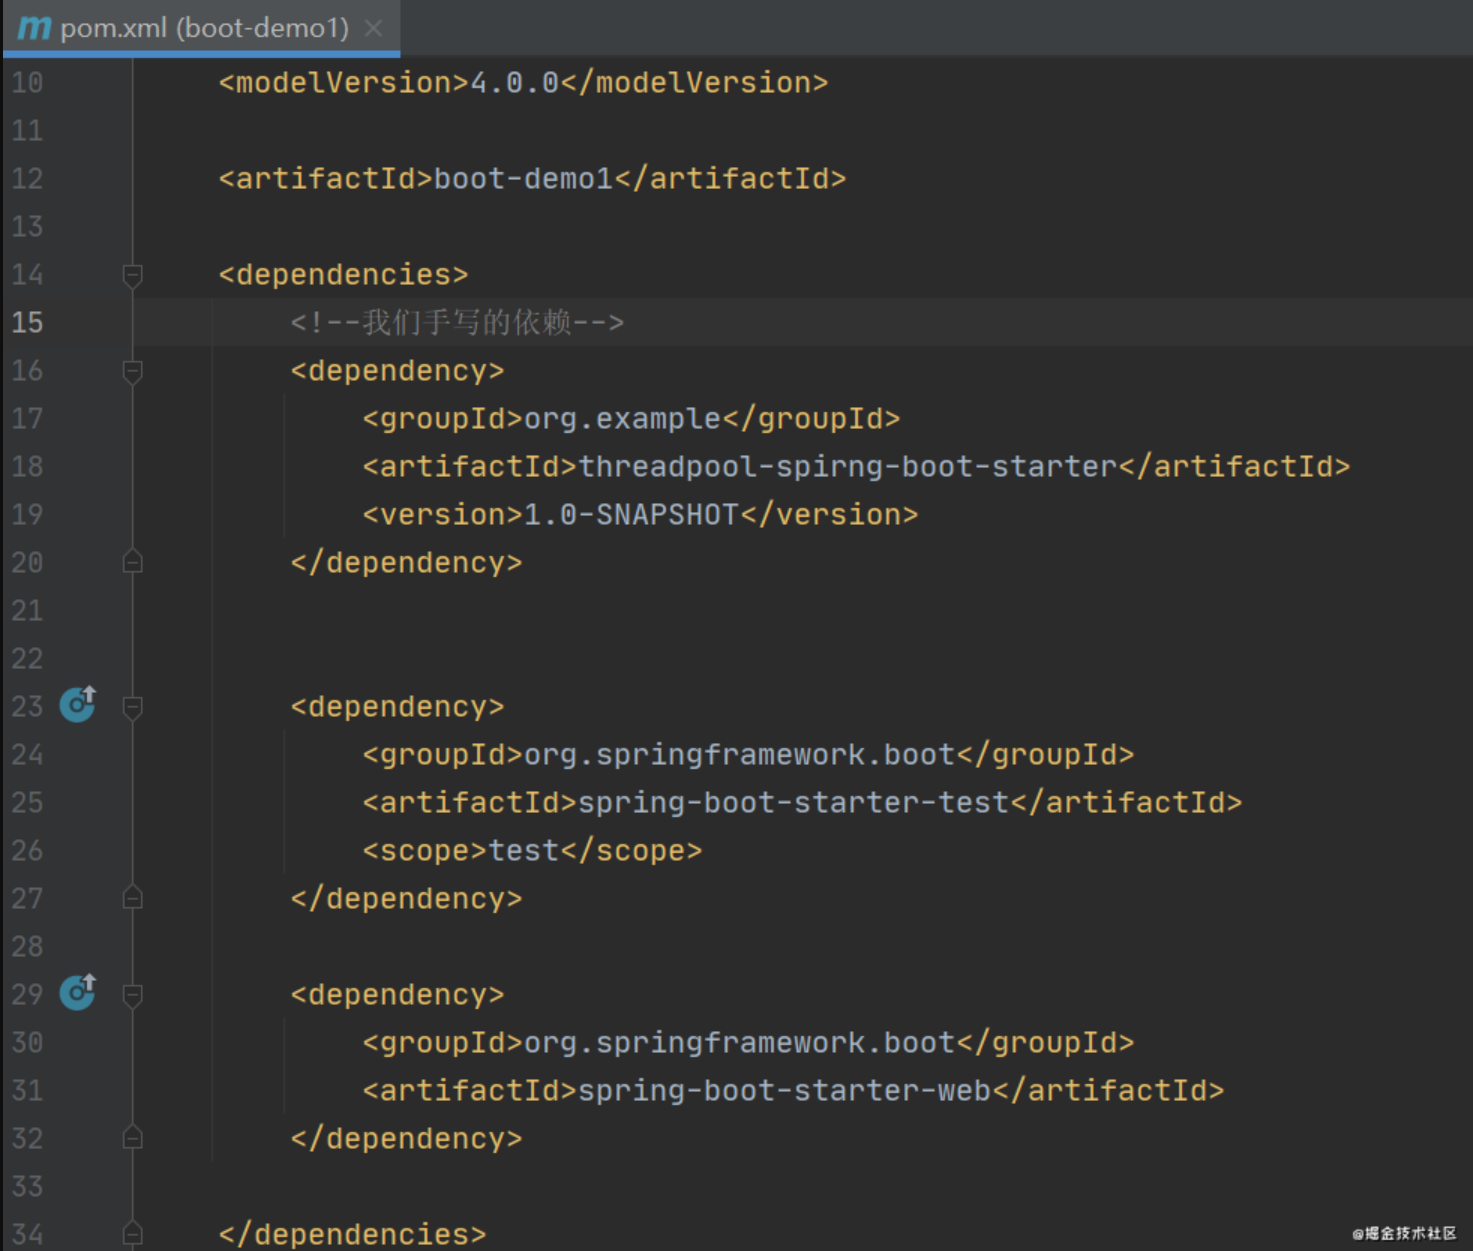 pom.xml (boot-demo1)
10 <modelVersion>4.0.0</modelVersion>
11
12 <artifactId>boot-demo1</artifactId>
13
14 <dependencies>
15 <!--我们手写的依赖-->
16 <dependency>
17 <groupId>org.example</groupId>
18 <artifactId>threadpool-spirng-boot-starter</artifactId>
19 <version>1.0-SNAPSHOT</version>
20 </dependency>
21
22
23 <dependency>
24 <groupId>org.springframework.boot</groupId>
25 <artifactId>spring-boot-starter-test</artifactId>
26 <scope>test</scope>
27 </dependency>
28
29 <dependency>
30 <groupId>org.springframework.boot</groupId>
31 <artifactId>spring-boot-starter-web</artifactId>
32 </dependency>
33
34 </dependencies>
@掘金技术社区